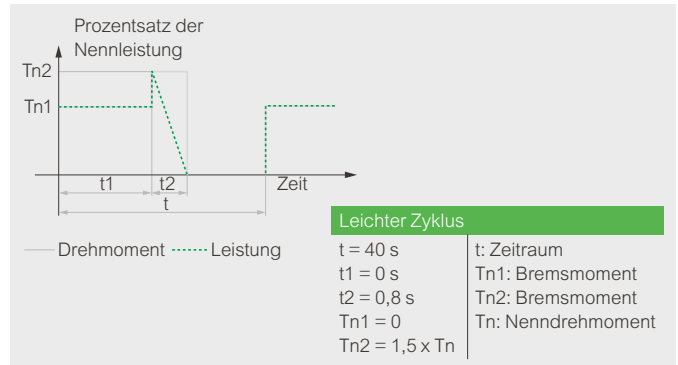 Prozentsatz der
Nennleistung
Tn2
Tn1
t1
t2
Zeit
t
Drehmoment
Leistung
Leichter Zyklus
t = 40 s
t: Zeitraum
t1 = 0 s
Tn1: Bremsmoment
t2 = 0,8 s
Tn2: Bremsmoment
Tn1 = 0
Tn: Nenndrehmoment
Tn2 = 1,5 x Tn